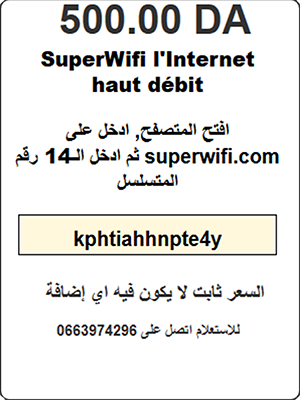 500.00 DA
SuperWifi l'Internet
haut débit
افتح المتصفح, ادخل على
superwifi.com ثم ادخل الـ14 رقم
المتسلسل
kphtiahhnpte4y
السعر ثابت لا يكون فيه اي إضافة
للاستعلام اتصل على 0663974296